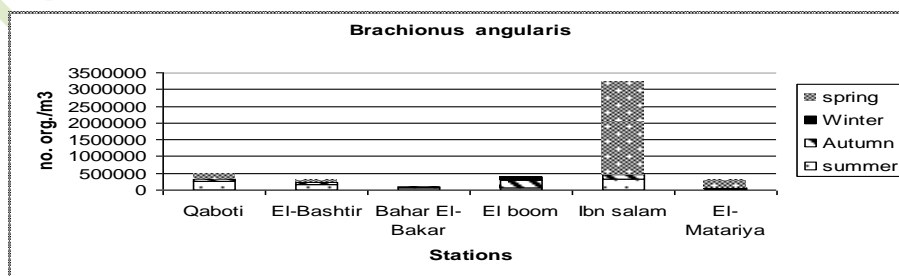 Brachionus angularis
no. org./m3
3500000
3000000
2500000
2000000
1500000
1000000
500000
0
Qaboti
El-Bashtir
Bahar El-
Bakar
El boom
Ibn salam
El-
Matariya
Stations
spring
Winter
Autumn
summer